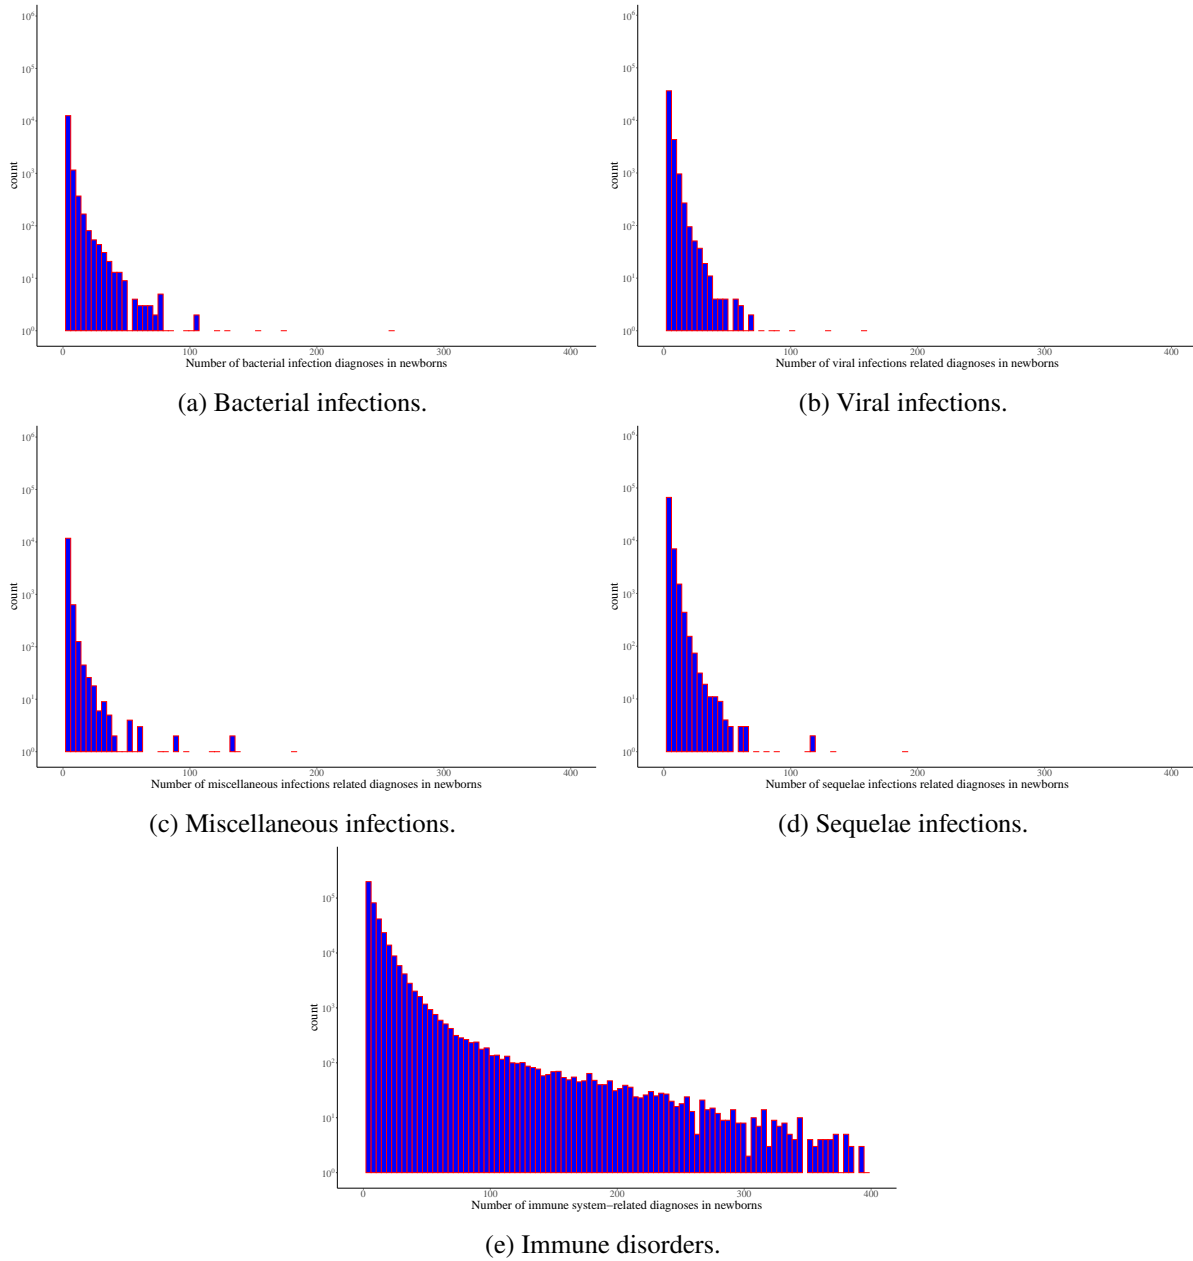 10⁶
10⁵
10⁴
10³
10²
10¹
10⁰
count
0 100 200 300 400
Number of bacterial infection diagnoses in newborns
(a) Bacterial infections.
10⁶
10⁵
10⁴
10³
10²
10¹
10⁰
count
0 100 200 300 400
Number of viral infections related diagnoses in newborns
(b) Viral infections.
10⁶
10⁵
10⁴
10³
10²
10¹
10⁰
count
0 100 200 300 400
Number of miscellaneous infections related diagnoses in newborns
(c) Miscellaneous infections.
10⁶
10⁵
10⁴
10³
10²
10¹
10⁰
count
0 100 200 300 400
Number of sequelae infections related diagnoses in newborns
(d) Sequelae infections.
10⁵
10⁴
10³
10²
10¹
10⁰
count
0 100 200 300 400
Number of immune system−related diagnoses in newborns
(e) Immune disorders.